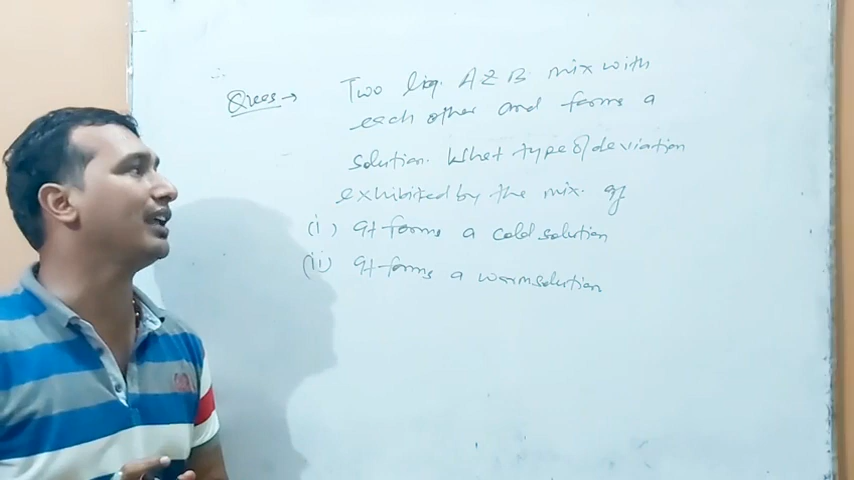 Ques → Two liq. A & B mix with
each other and forms a
solution. What type of deviation
exhibited by the mix. If
(i) It forms a cold solution
(ii) It forms a warm solution